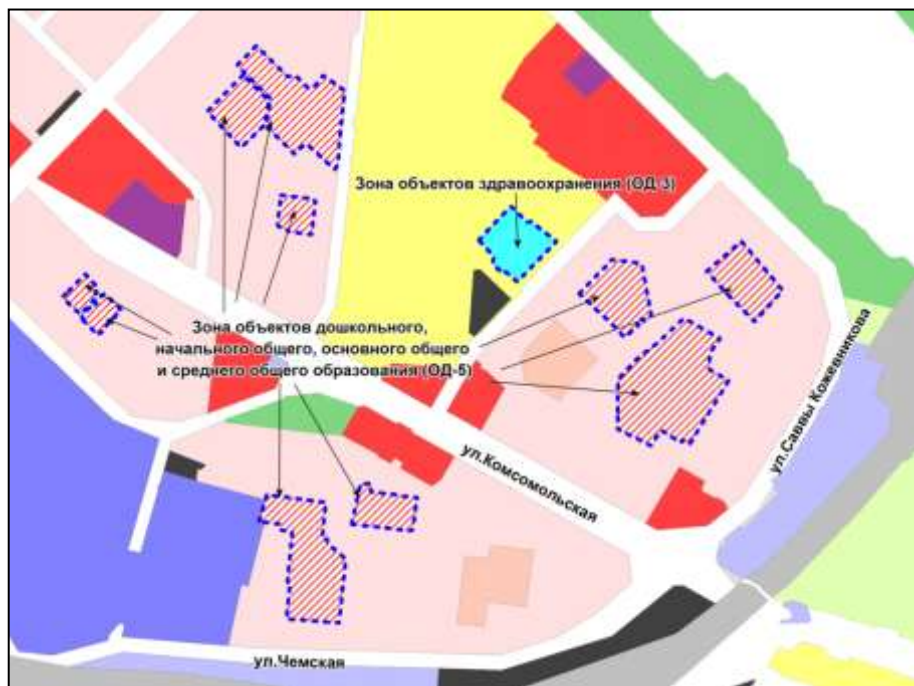 Зона объектов здравоохранения (ОД-3)
Зона объектов дошкольного,
начального общего, основного общего
и среднего общего образования (ОД-5)
ул.Саввы Кожевникова
ул.Комсомольская
ул.Чемская